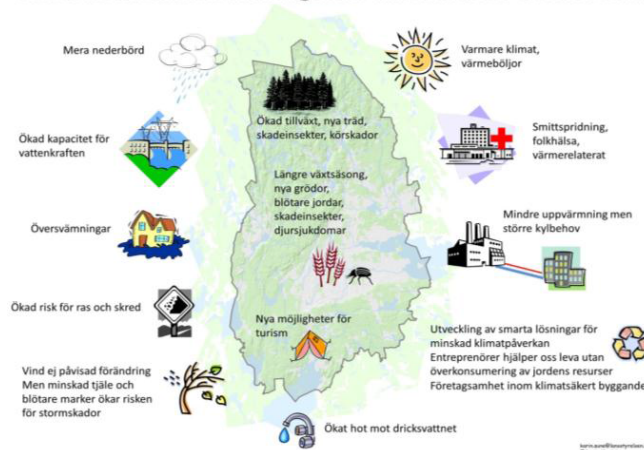 Mera nederbörd
Varmare klimat,
värmeböljor
Ökad tillväxt, nya träd,
skadeinsekter, körskador
Ökad kapacitet för
vattenkraften
Smittspridning,
folkhälsa,
värmerelaterat
Längre växtsäsong,
nya grödor,
blötare jordar,
skadeinsekter,
djursjukdomar
Översvämningar
Mindre uppvärmning men
större kylbehov
Ökad risk för ras och skred
Nya möjligheter för
turism
Utveckling av smarta lösningar för
minskad klimatpåverkan
Entreprenörer hjälper oss leva utan
överkonsumering av jordens resurser
Företagsamhet inom klimatsäkert byggande
Vind ej påvisad förändring
Men minskad tjäle och
blötare marker ökar risken
för stormskador
Ökat hot mot dricksvattnet